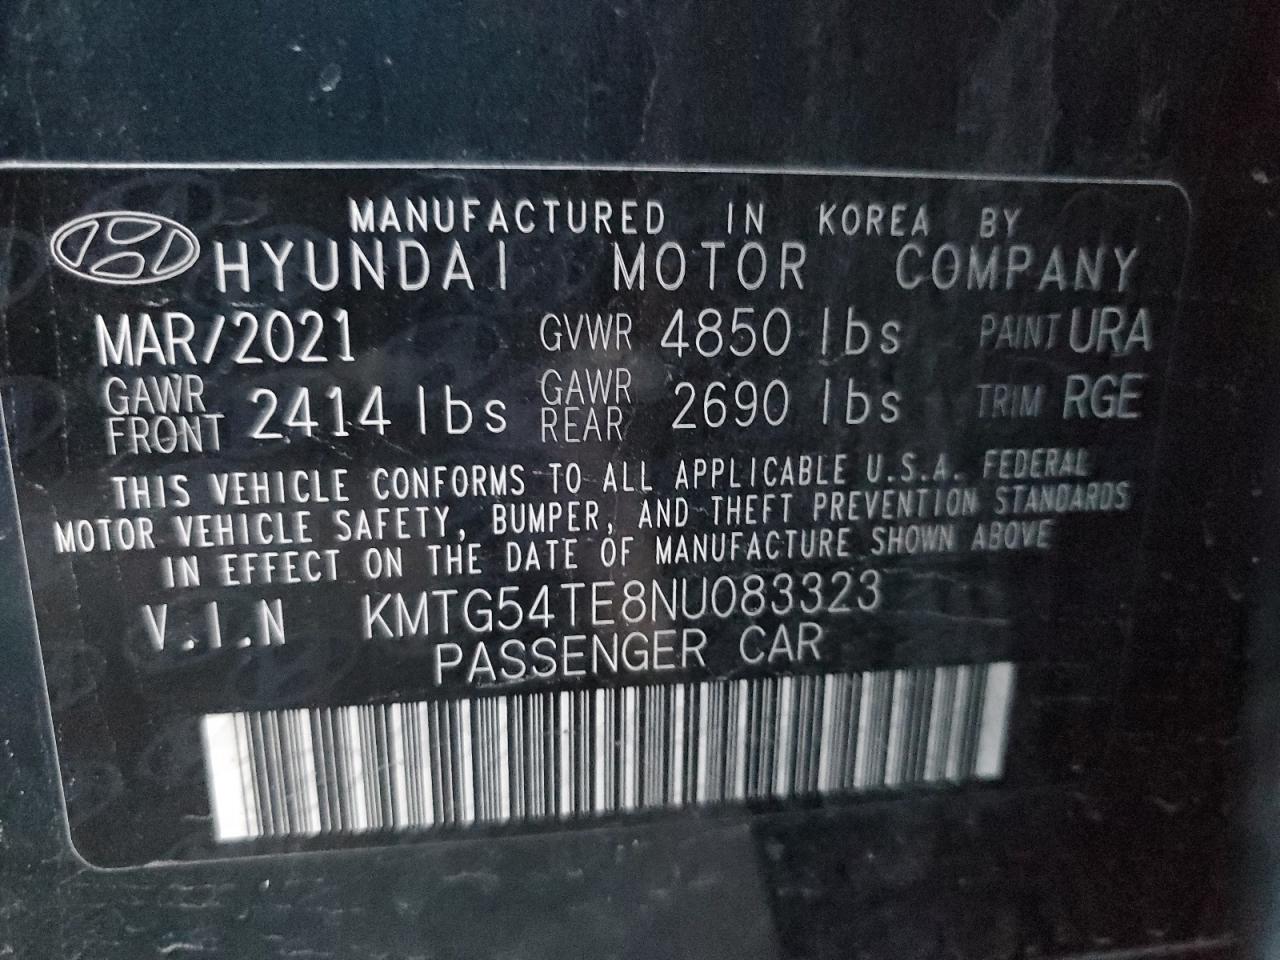 MANUFACTURED IN KOREA BY
HYUNDAI MOTOR COMPANY
MAR/2021 GVWR 4850 lbs PAINT URA
GAWR FRONT 2414 lbs GAWR REAR 2690 lbs TRIM RGE
THIS VEHICLE CONFORMS TO ALL APPLICABLE U.S.A. FEDERAL
MOTOR VEHICLE SAFETY, BUMPER, AND THEFT PREVENTION STANDARDS
IN EFFECT ON THE DATE OF MANUFACTURE SHOWN ABOVE
V.I.N KMTG54TE8NU083323
PASSENGER CAR